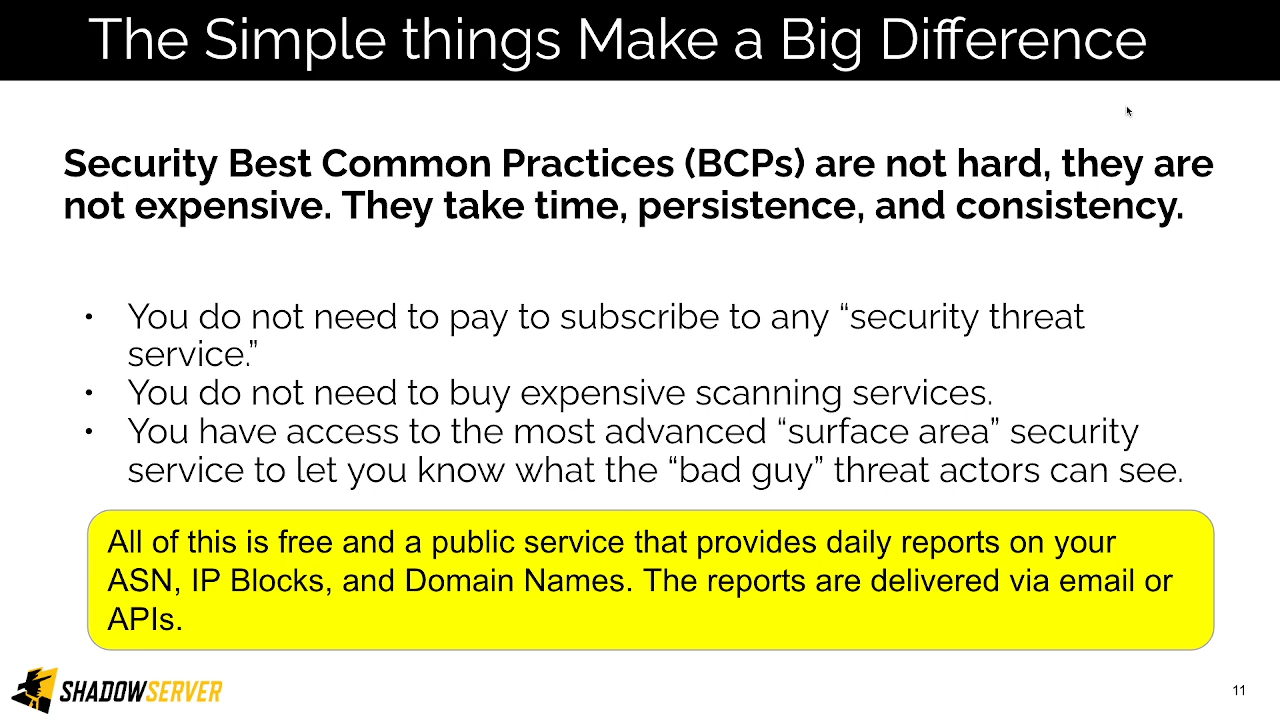 The Simple things Make a Big Difference
Security Best Common Practices (BCPs) are not hard, they are
not expensive. They take time, persistence, and consistency.
• You do not need to pay to subscribe to any “security threat
service.”
• You do not need to buy expensive scanning services.
• You have access to the most advanced “surface area” security
service to let you know what the “bad guy” threat actors can see.
All of this is free and a public service that provides daily reports on your
ASN, IP Blocks, and Domain Names. The reports are delivered via email or
APIs.
SHADOWSERVER
11